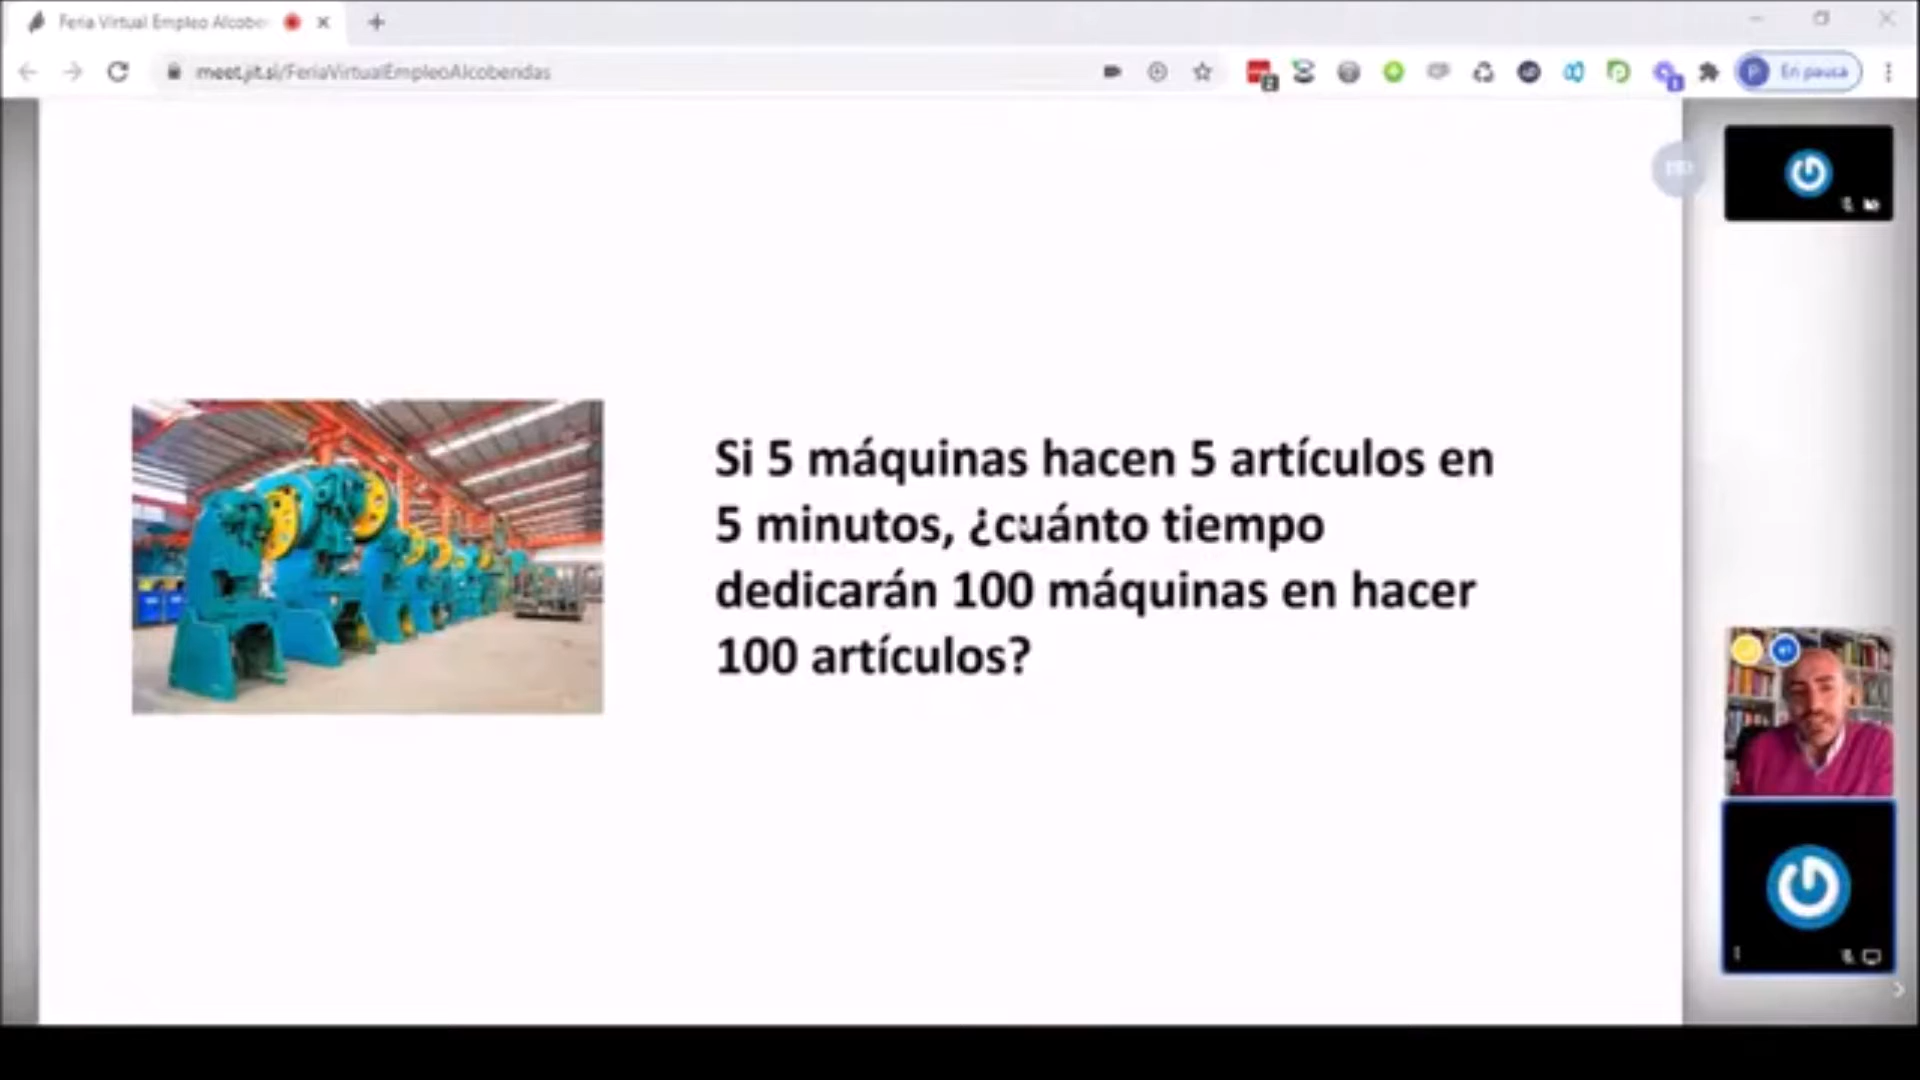 Feria Virtual Empleo Alcobe
meet.jit.si/FeriaVirtualEmpleoAlcobendas
En pausa
P
Si 5 máquinas hacen 5 artículos en
5 minutos, ¿cuánto tiempo
dedicarán 100 máquinas en hacer
100 artículos?